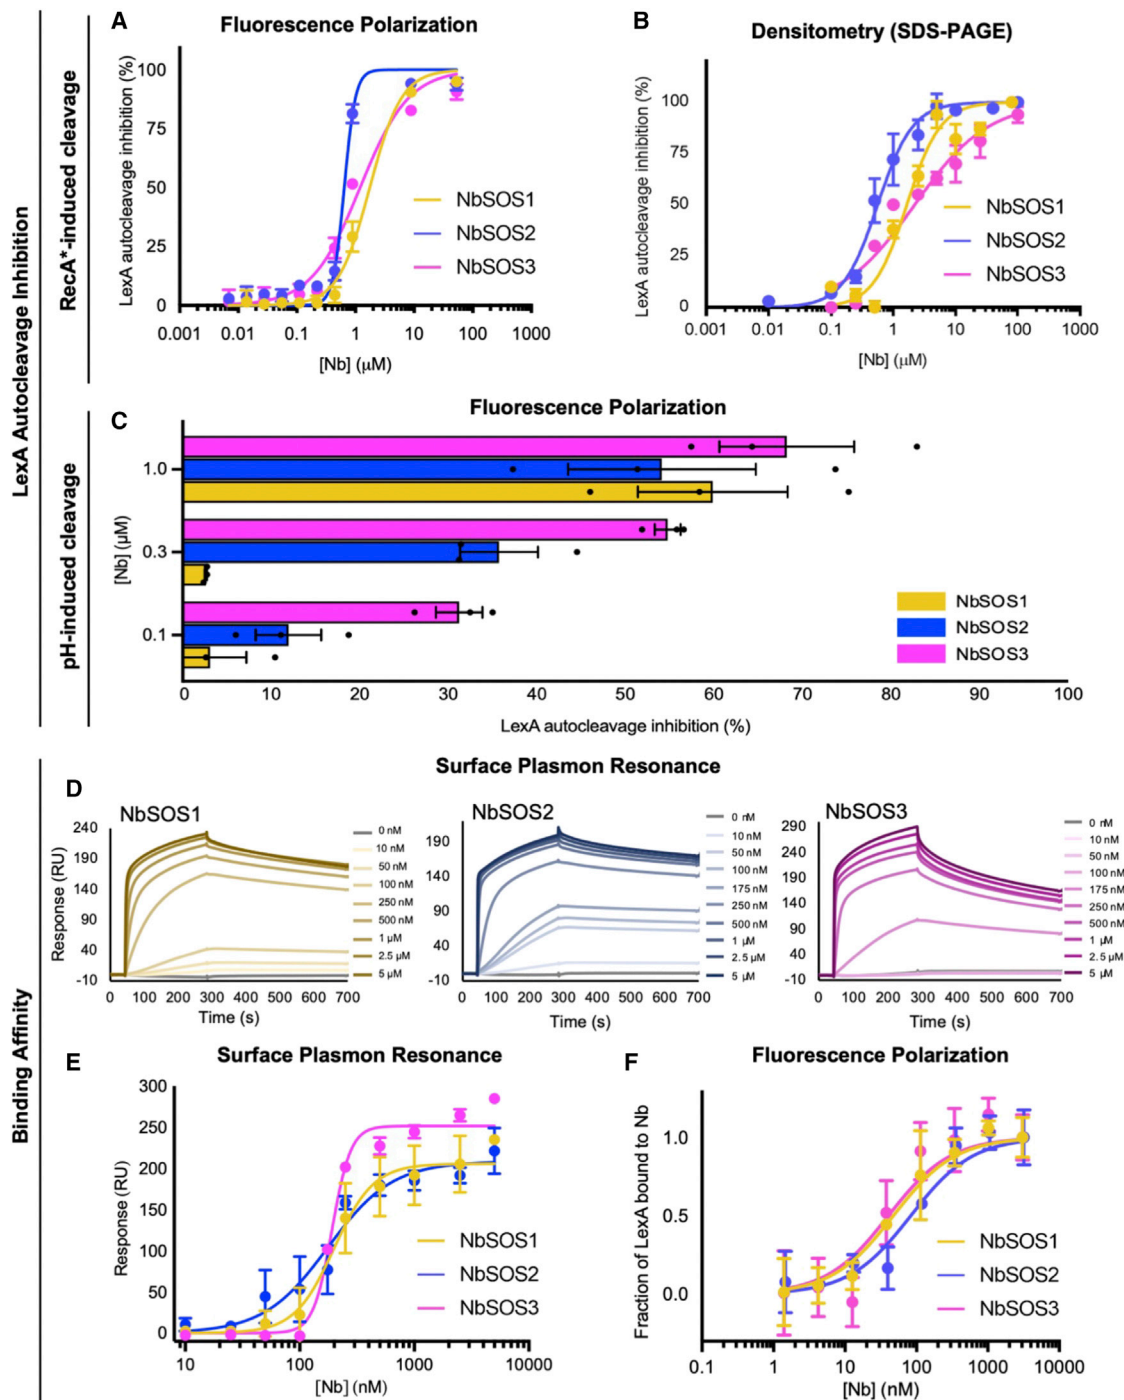 LexA Autocleavage Inhibition
RecA*-induced cleavage
A
Fluorescence Polarization
LexA autocleavage inhibition (%)
100
75
50
25
0
0.001
0.01
0.1
1
10
100
1000
[Nb] (μM)
NbSOS1
NbSOS2
NbSOS3
B
Densitometry (SDS-PAGE)
LexA autocleavage inhibition (%)
100
75
50
25
0
0.001
0.01
0.1
1
10
100
1000
[Nb] (μM)
NbSOS1
NbSOS2
NbSOS3
pH-induced cleavage
C
Fluorescence Polarization
[Nb] (μM)
1.0
0.3
0.1
0
10
20
30
40
50
60
70
80
90
100
LexA autocleavage inhibition (%)
NbSOS1
NbSOS2
NbSOS3
Binding Affinity
Surface Plasmon Resonance
D
NbSOS1
Response (RU)
240
190
140
90
40
-10
0
100
200
300
400
500
600
700
Time (s)
0 nM
10 nM
50 nM
100 nM
250 nM
500 nM
1 μM
2.5 μM
5 μM
NbSOS2
190
140
90
40
-10
0
100
200
300
400
500
600
700
Time (s)
0 nM
10 nM
50 nM
100 nM
175 nM
250 nM
500 nM
1 μM
2.5 μM
5 μM
NbSOS3
290
240
190
140
90
40
-10
0
100
200
300
400
500
600
700
Time (s)
0 nM
10 nM
50 nM
100 nM
175 nM
250 nM
500 nM
1 μM
2.5 μM
5 μM
E
Surface Plasmon Resonance
Response (RU)
300
250
200
150
100
50
0
10
100
1000
10000
[Nb] (nM)
NbSOS1
NbSOS2
NbSOS3
F
Fluorescence Polarization
Fraction of LexA bound to Nb
1.0
0.5
0.0
0.1
1
10
100
1000
10000
[Nb] (nM)
NbSOS1
NbSOS2
NbSOS3